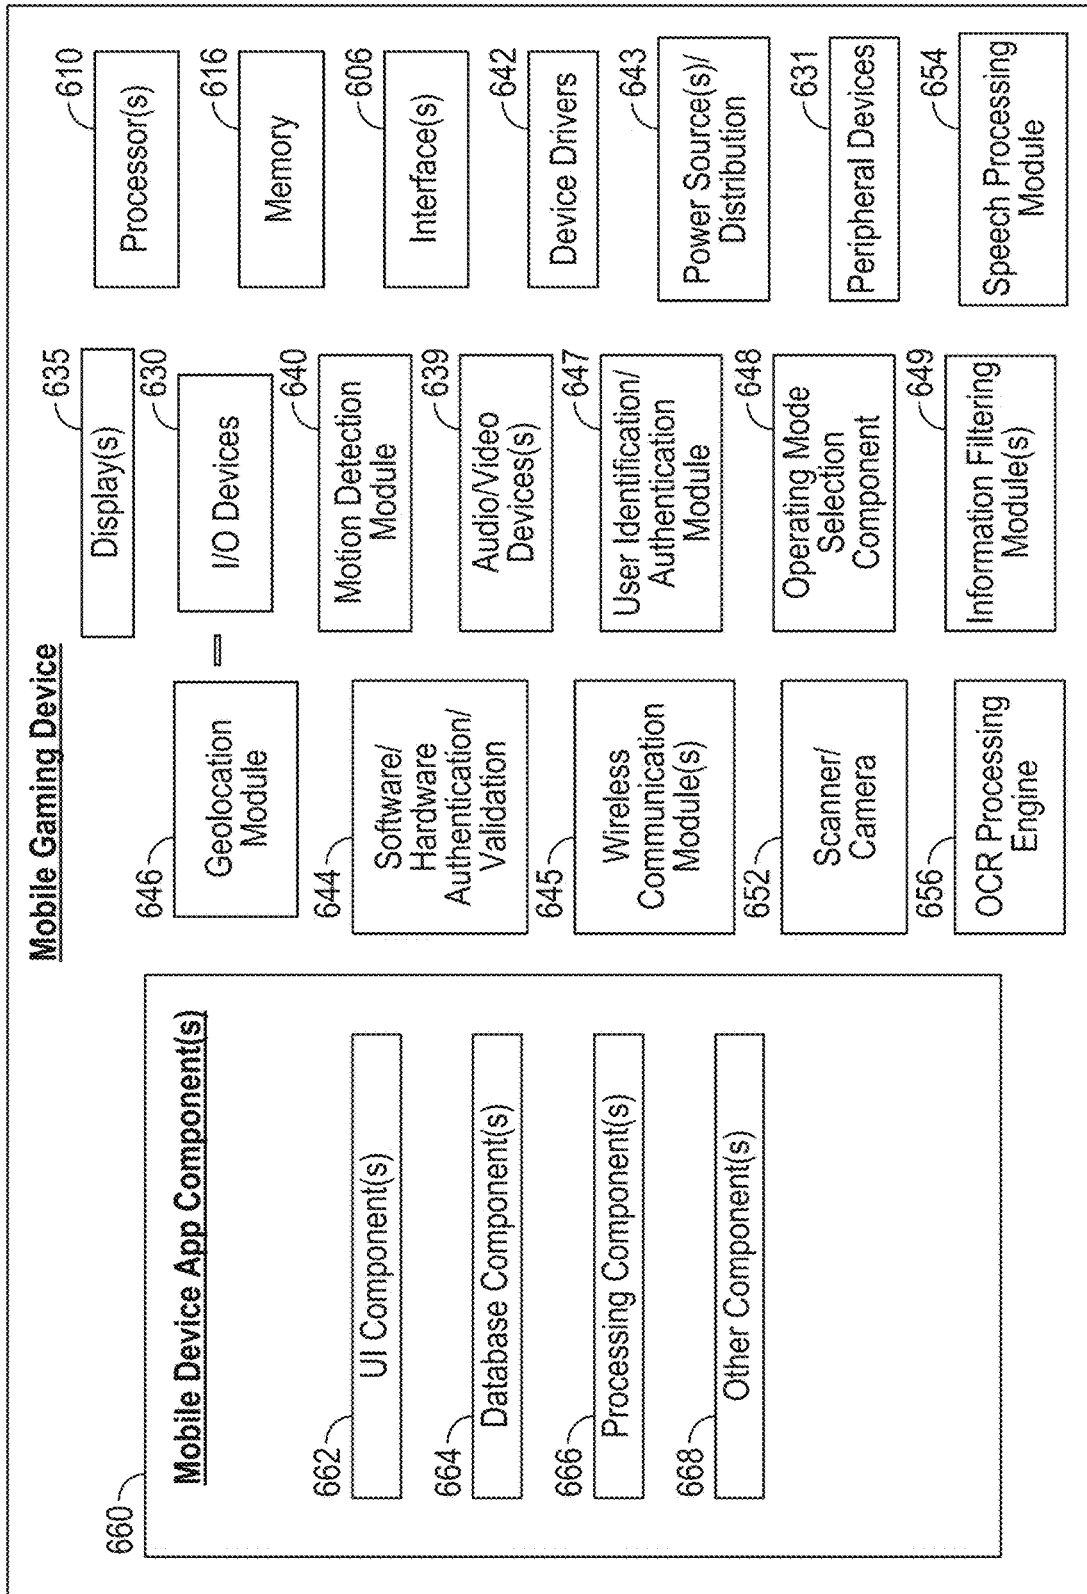 Mobile Gaming Device
660
Mobile Device App Component(s)
662
UI Component(s)
664
Database Component(s)
666
Processing Component(s)
668
Other Component(s)
646
Geolocation
Module
644
Software/
Hardware
Authentication/
Validation
645
Wireless
Communication
Module(s)
652
Scanner/
Camera
656
OCR Processing
Engine
635
Display(s)
630
I/O Devices
640
Motion Detection
Module
639
Audio/Video
Devices(s)
647
User Identification/
Authentication
Module
648
Operating Mode
Selection
Component
649
Information Filtering
Module(s)
610
Processor(s)
616
Memory
606
Interface(s)
642
Device Drivers
643
Power Source(s)/
Distribution
631
Peripheral Devices
654
Speech Processing
Module